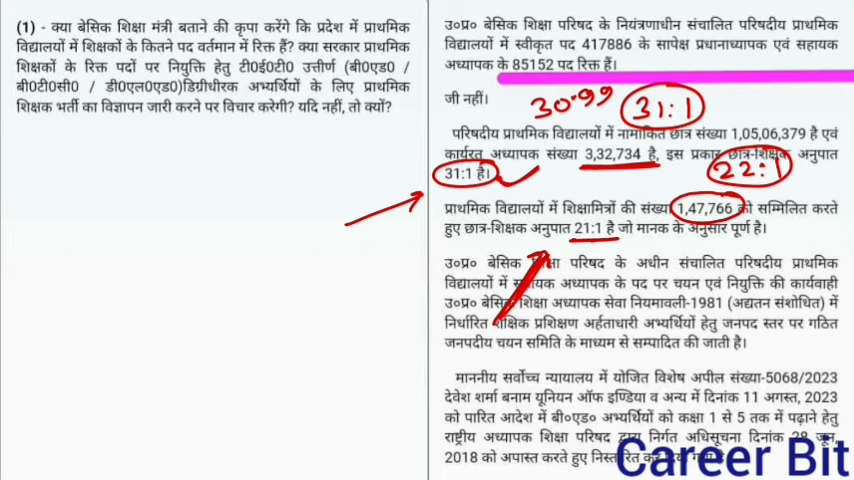 (1) - क्या बेसिक शिक्षा मंत्री बताने की कृपा करेंगे कि प्रदेश में प्राथमिक
विद्यालयों में शिक्षकों के कितने पद वर्तमान में रिक्त हैं? क्या सरकार प्राथमिक
शिक्षकों के रिक्त पदों पर नियुक्ति हेतु टी0ई0टी0 उत्तीर्ण (बी0एड0 /
बी0टी0सी0 / डी0एल0एड0)डिग्रीधीरक अभ्यर्थियों के लिए प्राथमिक
शिक्षक भर्ती का विज्ञापन जारी करने पर विचार करेगी? यदि नहीं, तो क्यों?
उ०प्र० बेसिक शिक्षा परिषद के नियंत्रणाधीन संचालित परिषदीय प्राथमिक
विद्यालयों में स्वीकृत पद 417886 के सापेक्ष प्रधानाध्यापक एवं सहायक
अध्यापक के 85152 पद रिक्त हैं।
जी नहीं।
30.99 31:1
परिषदीय प्राथमिक विद्यालयों में नामांकित छात्र संख्या 1,05,06,379 है एवं
कार्यरत अध्यापक संख्या 3,32,734 है, इस प्रकार छात्र-शिक्षक अनुपात
31:1 है।
22:1
प्राथमिक विद्यालयों में शिक्षामित्रों की संख्या 1,47,766 को सम्मिलित करते
हुए छात्र-शिक्षक अनुपात 21:1 है जो मानक के अनुसार पूर्ण है।
उ०प्र० बेसिक शिक्षा परिषद के अधीन संचालित परिषदीय प्राथमिक
विद्यालयों में सहायक अध्यापक के पद पर चयन एवं नियुक्ति की कार्यवाही
उ०प्र० बेसिक शिक्षा अध्यापक सेवा नियमावली-1981 (अद्यतन संशोधित) में
निर्धारित शैक्षिक प्रशिक्षण अर्हताधारी अभ्यर्थियों हेतु जनपद स्तर पर गठित
जनपदीय चयन समिति के माध्यम से सम्पादित की जाती है।
माननीय सर्वोच्च न्यायालय में योजित विशेष अपील संख्या-5068/2023
देवेश शर्मा बनाम यूनियन ऑफ इण्डिया व अन्य में दिनांक 11 अगस्त, 2023
को पारित आदेश में बी०एड० अभ्यर्थियों को कक्षा 1 से 5 तक में पढ़ाने हेतु
राष्ट्रीय अध्यापक शिक्षा परिषद द्वारा निर्गत अधिसूचना दिनांक 28 जून,
2018 को अपास्त करते हुए निस्तारित
Career Bit